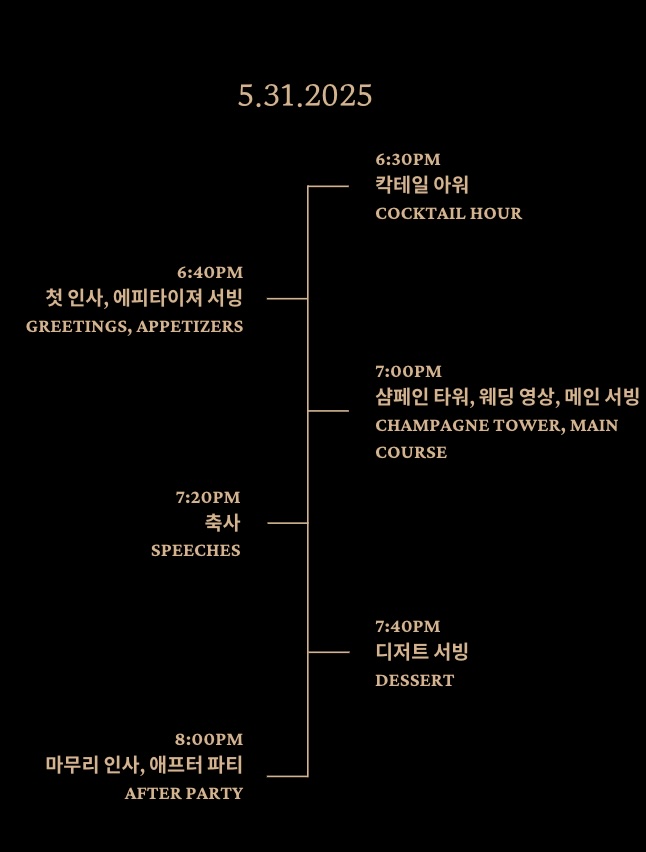 5.31.2025
6:30PM
칵테일 아워
COCKTAIL HOUR
6:40PM
첫 인사, 에피타이져 서빙
GREETINGS, APPETIZERS
7:00PM
샴페인 타워, 웨딩 영상, 메인 서빙
CHAMPAGNE TOWER, MAIN
COURSE
7:20PM
축사
SPEECHES
7:40PM
디저트 서빙
DESSERT
8:00PM
마무리 인사, 애프터 파티
AFTER PARTY